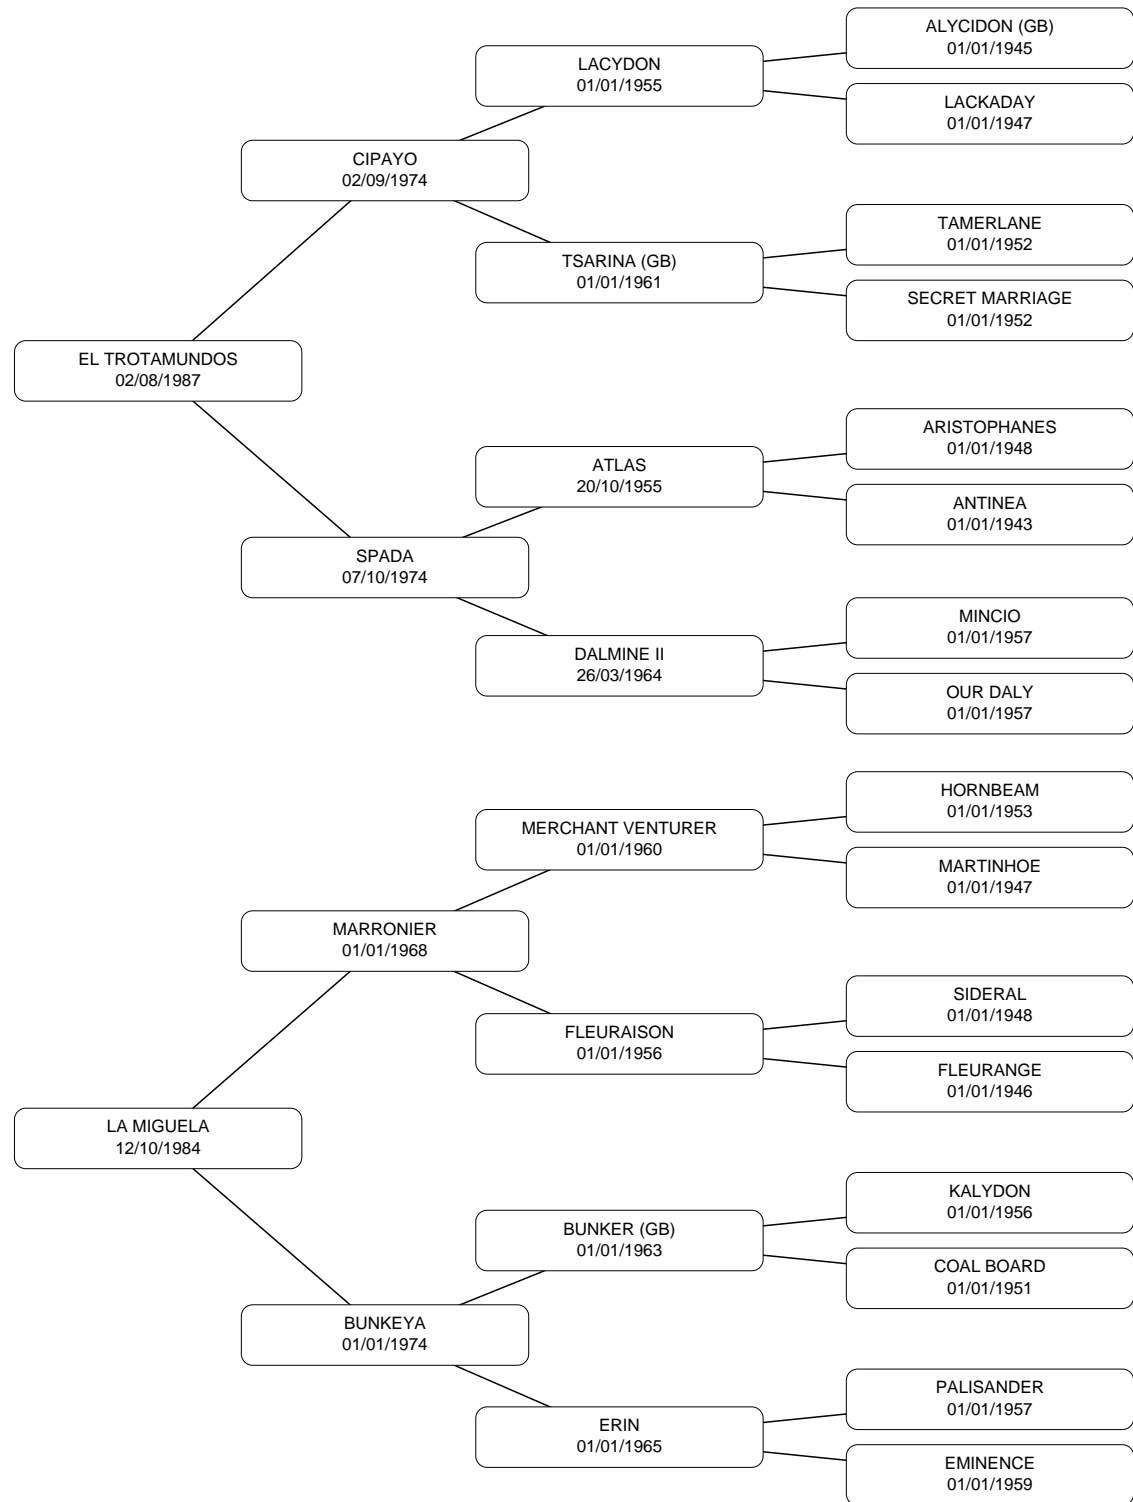 ALYCIDON (GB)
01/01/1945
LACYDON
01/01/1955
LACKADAY
01/01/1947
CIPAYO
02/09/1974
TAMERLANE
01/01/1952
TSARINA (GB)
01/01/1961
SECRET MARRIAGE
01/01/1952
EL TROTAMUNDOS
02/08/1987
ARISTOPHANES
01/01/1948
ATLAS
20/10/1955
ANTINEA
01/01/1943
SPADA
07/10/1974
MINCIO
01/01/1957
DALMINE II
26/03/1964
OUR DALY
01/01/1957
HORNBEAM
01/01/1953
MERCHANT VENTURER
01/01/1960
MARTINHOE
01/01/1947
MARRONIER
01/01/1968
SIDERAL
01/01/1948
FLEURAISON
01/01/1956
FLEURANGE
01/01/1946
LA MIGUELA
12/10/1984
KALYDON
01/01/1956
BUNKER (GB)
01/01/1963
COAL BOARD
01/01/1951
BUNKEYA
01/01/1974
PALISANDER
01/01/1957
ERIN
01/01/1965
EMINENCE
01/01/1959